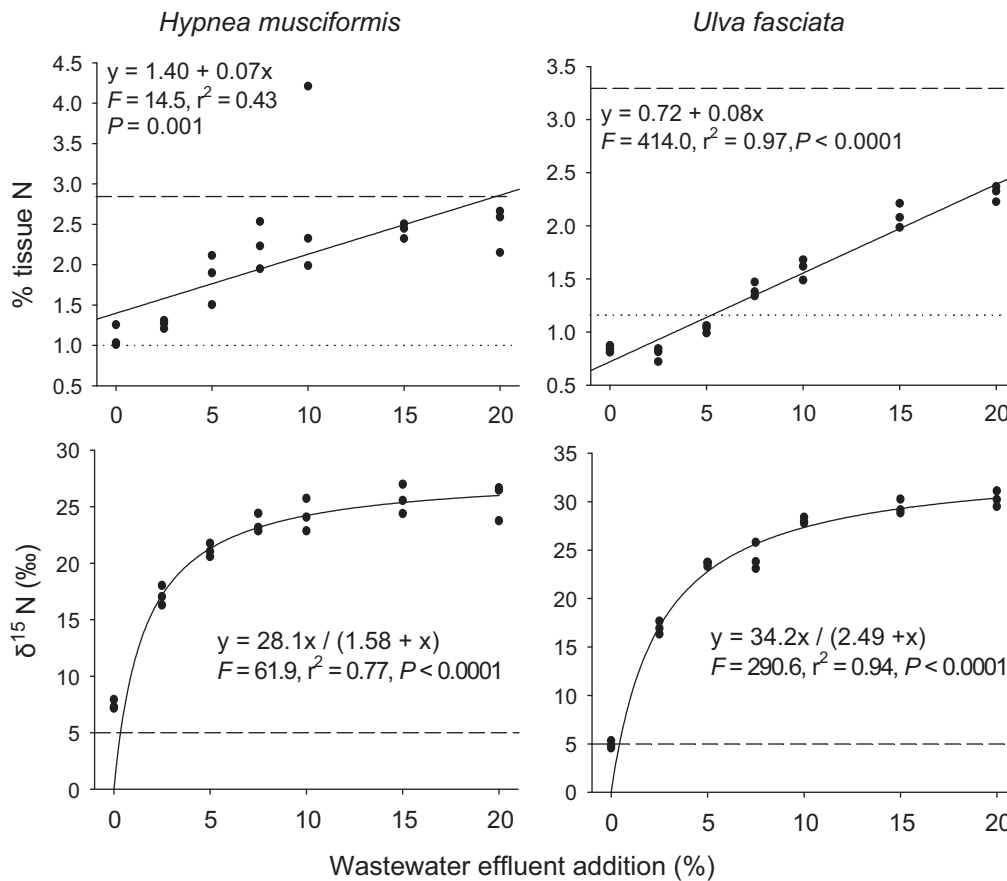 Hypnea musciformis
Ulva fasciata
% tissue N
4.5
4.0
3.5
3.0
2.5
2.0
1.5
1.0
0.5
y = 1.40 + 0.07x
F = 14.5, r² = 0.43
P = 0.001
0 5 10 15 20
3.5
3.0
2.5
2.0
1.5
1.0
0.5
y = 0.72 + 0.08x
F = 414.0, r² = 0.97, P < 0.0001
0 5 10 15 20
δ¹⁵N (‰)
30
25
20
15
10
5
0
y = 28.1x / (1.58 + x)
F = 61.9, r² = 0.77, P < 0.0001
0 5 10 15 20
35
30
25
20
15
10
5
0
y = 34.2x / (2.49 +x)
F = 290.6, r² = 0.94, P < 0.0001
0 5 10 15 20
Wastewater effluent addition (%)